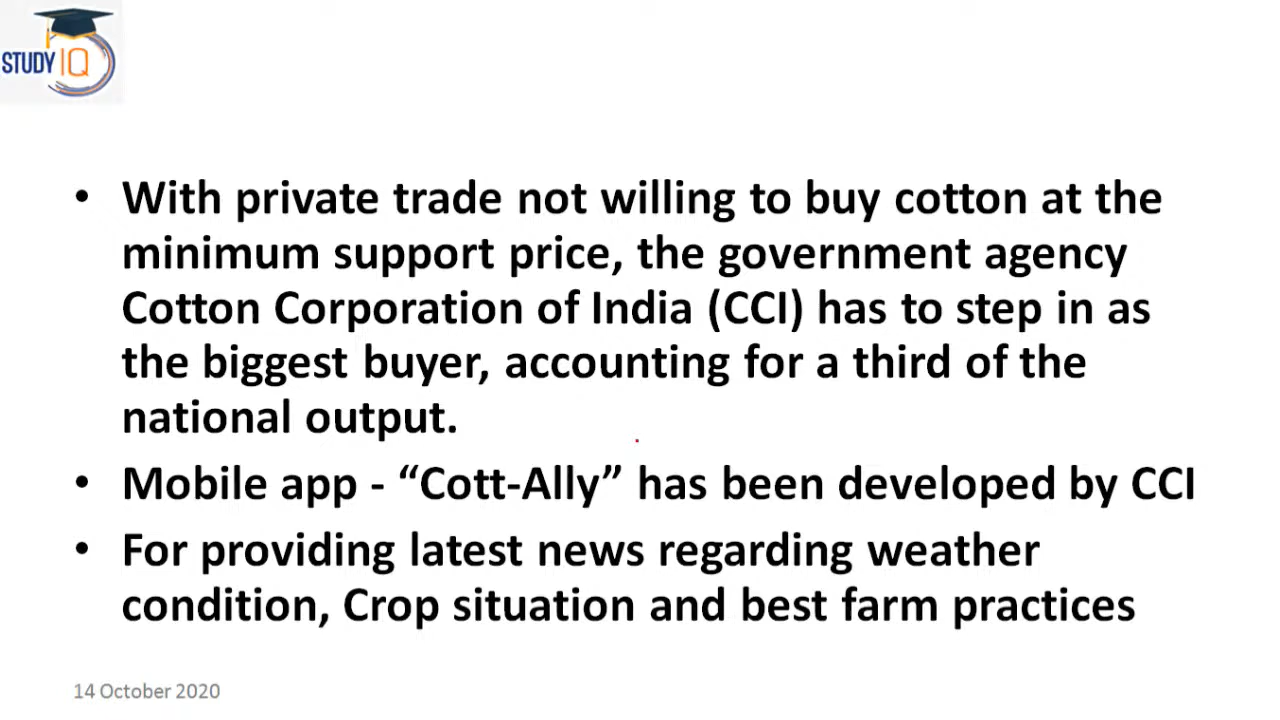 STUDY IQ
• With private trade not willing to buy cotton at the
minimum support price, the government agency
Cotton Corporation of India (CCI) has to step in as
the biggest buyer, accounting for a third of the
national output.
• Mobile app - “Cott-Ally” has been developed by CCI
• For providing latest news regarding weather
condition, Crop situation and best farm practices
14 October 2020